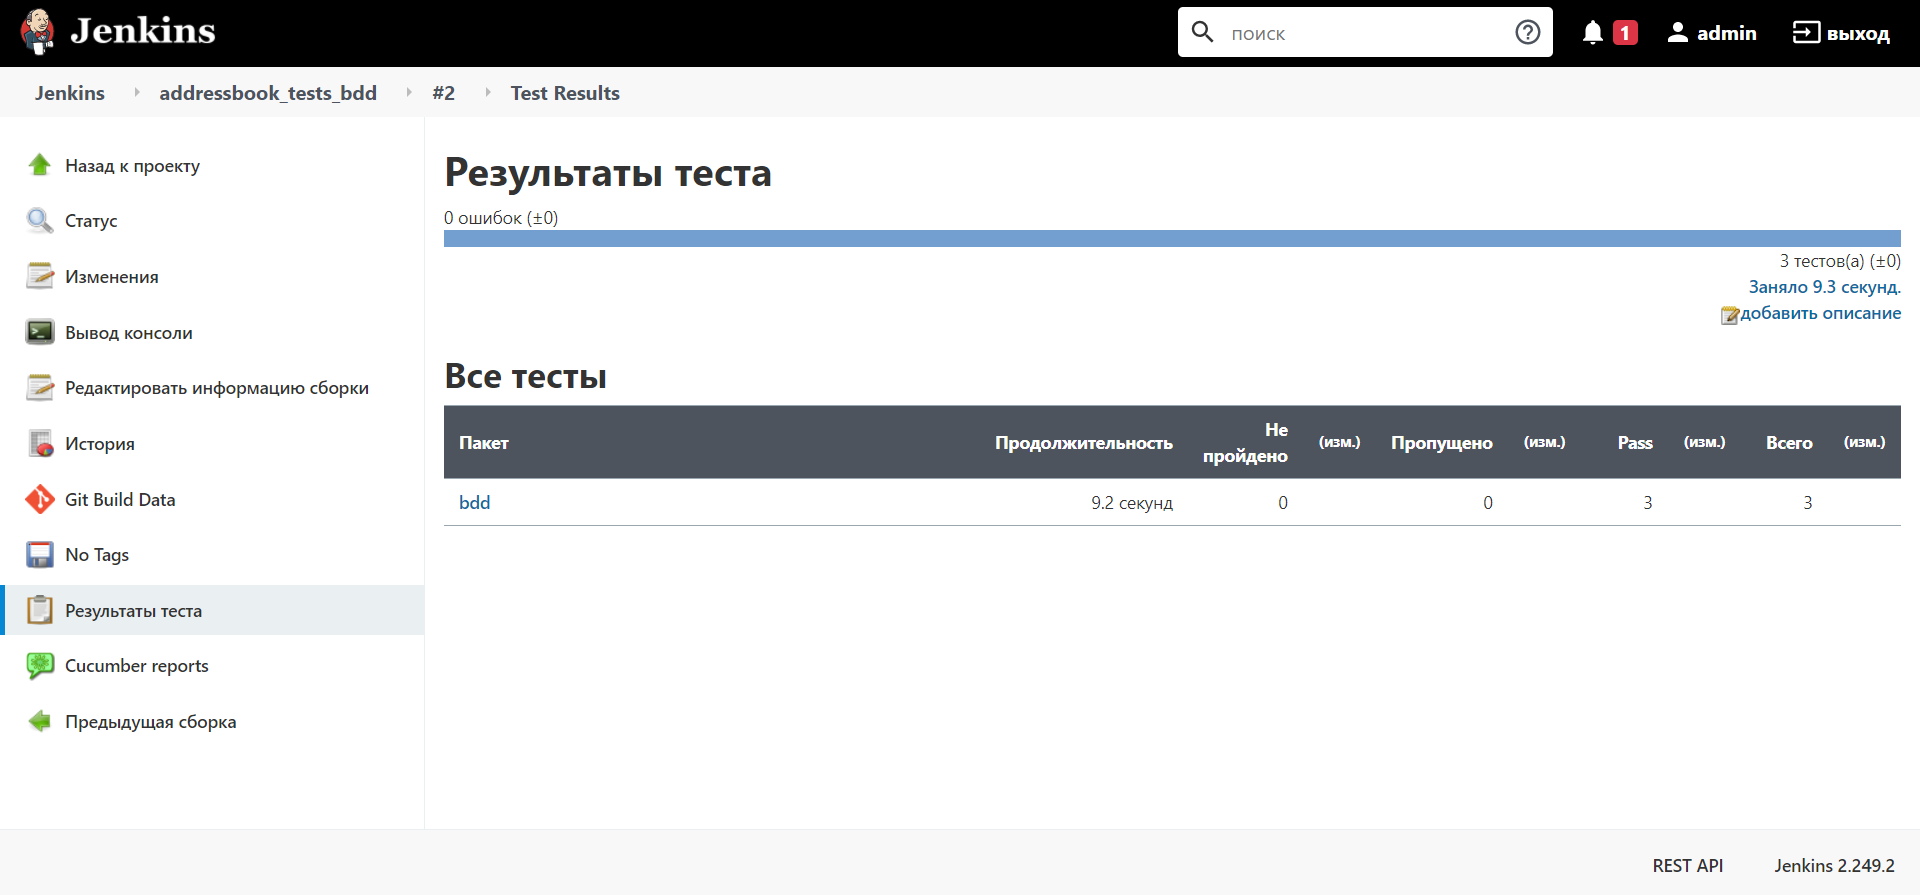 Jenkins
поиск
1
admin
выход
Jenkins
addressbook_tests_bdd
#2
Test Results
Назад к проекту
Статус
Изменения
Вывод консоли
Редактировать информацию сборки
История
Git Build Data
No Tags
Результаты теста
Cucumber reports
Предыдущая сборка
Результаты теста
0 ошибок (±0)
3 тестов(а) (±0)
Заняло 9.3 секунд.
добавить описание
Все тесты
Пакет Продолжительность Не пройдено (изм.) Пропущено (изм.) Pass (изм.) Всего (изм.)
bdd 9.2 секунд 0 0 3 3
REST API
Jenkins 2.249.2